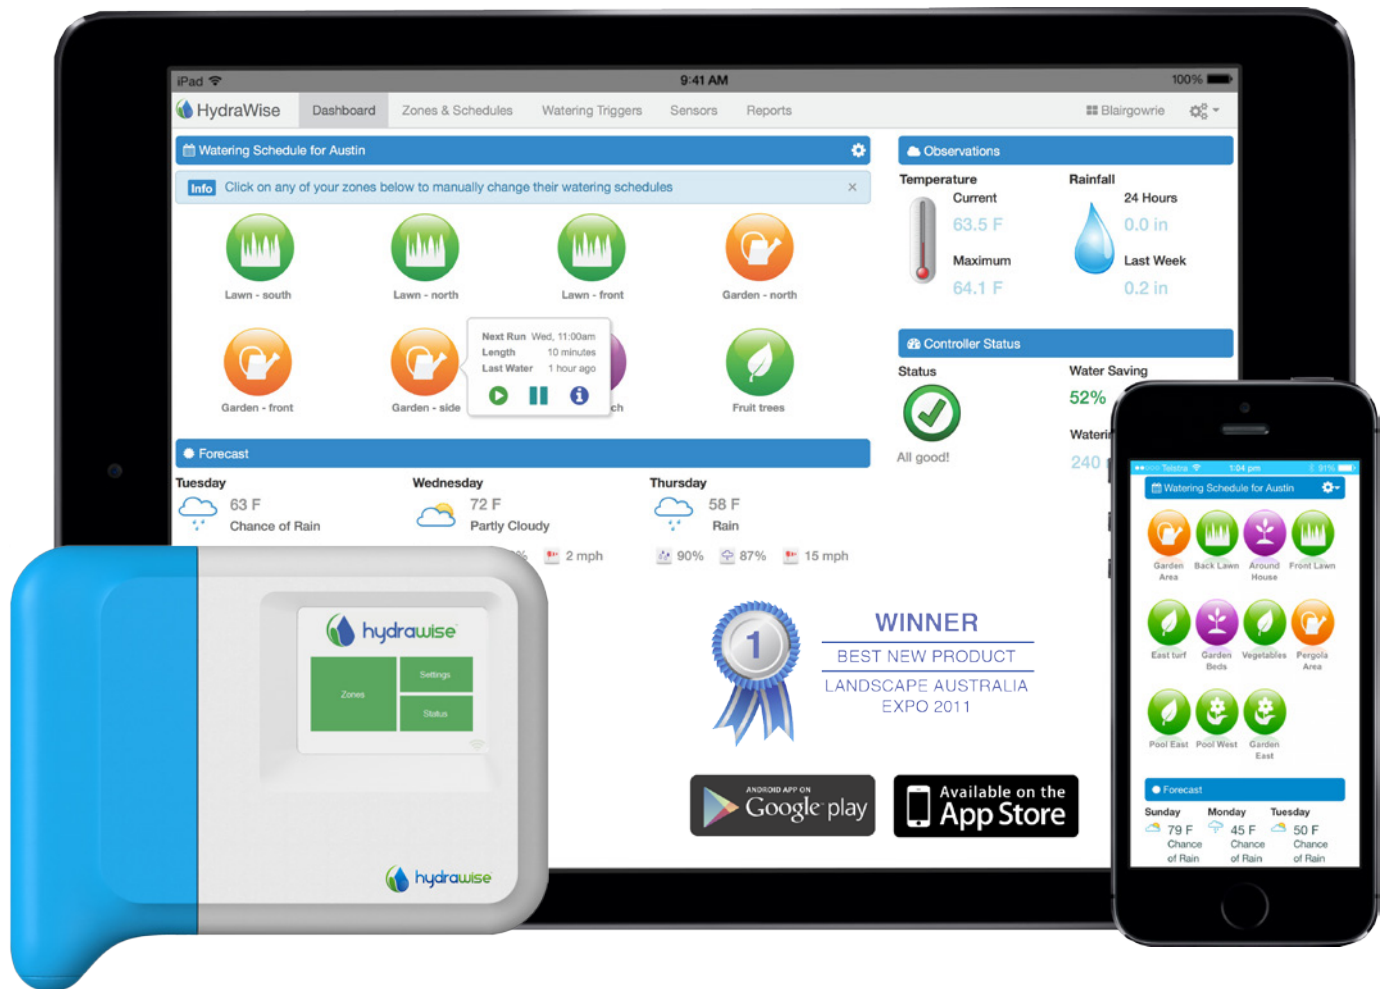 iPad
9:41 AM
100%
HydraWise
Dashboard
Zones & Schedules
Watering Triggers
Sensors
Reports
Blairgowrie
Watering Schedule for Austin
Info Click on any of your zones below to manually change their watering schedules ×
Lawn - south
Lawn - north
Lawn - front
Garden - north
Garden - front
Garden - side
Next Run Wed, 11:00am
Length 10 minutes
Last Water 1 hour ago
Fruit trees
Observations
Temperature
Current
63.5 F
Maximum
64.1 F
Rainfall
24 Hours
0.0 in
Last Week
0.2 in
Controller Status
Status
All good!
Water Saving
52%
240
Forecast
Tuesday
63 F
Chance of Rain
Wednesday
72 F
Partly Cloudy
2 mph
Thursday
58 F
Rain
90% 87% 15 mph
hydrawise
Zones
Settings
Status
hydrawise
1
WINNER
BEST NEW PRODUCT
LANDSCAPE AUSTRALIA
EXPO 2011
ANDROID APP ON
Google play
Available on the
App Store
Telstra
1:04 pm
91%
Watering Schedule for Austin
Garden
Area
Back Lawn
Around
House
Front Lawn
East turf
Garden
Beds
Vegetables
Pergola
Area
Pool East
Pool West
Garden
East
Forecast
Sunday
79 F
Chance
of Rain
Monday
45 F
Chance
of Rain
Tuesday
50 F
Chance
of Rain